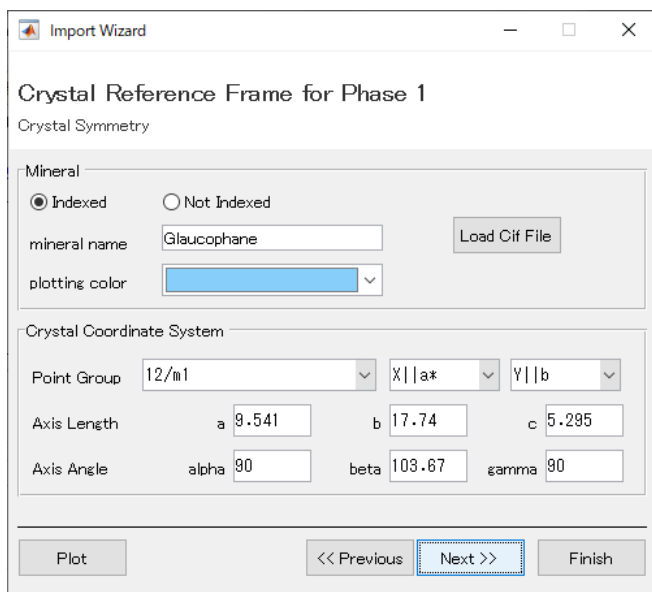 Import Wizard
Crystal Reference Frame for Phase 1
Crystal Symmetry
Mineral
Indexed Not Indexed
mineral name Glaucophane Load Cif File
plotting color
Crystal Coordinate System
Point Group 12/m1 X||a* Y||b
Axis Length a 9.541 b 17.74 c 5.295
Axis Angle alpha 90 beta 103.67 gamma 90
Plot << Previous Next >> Finish